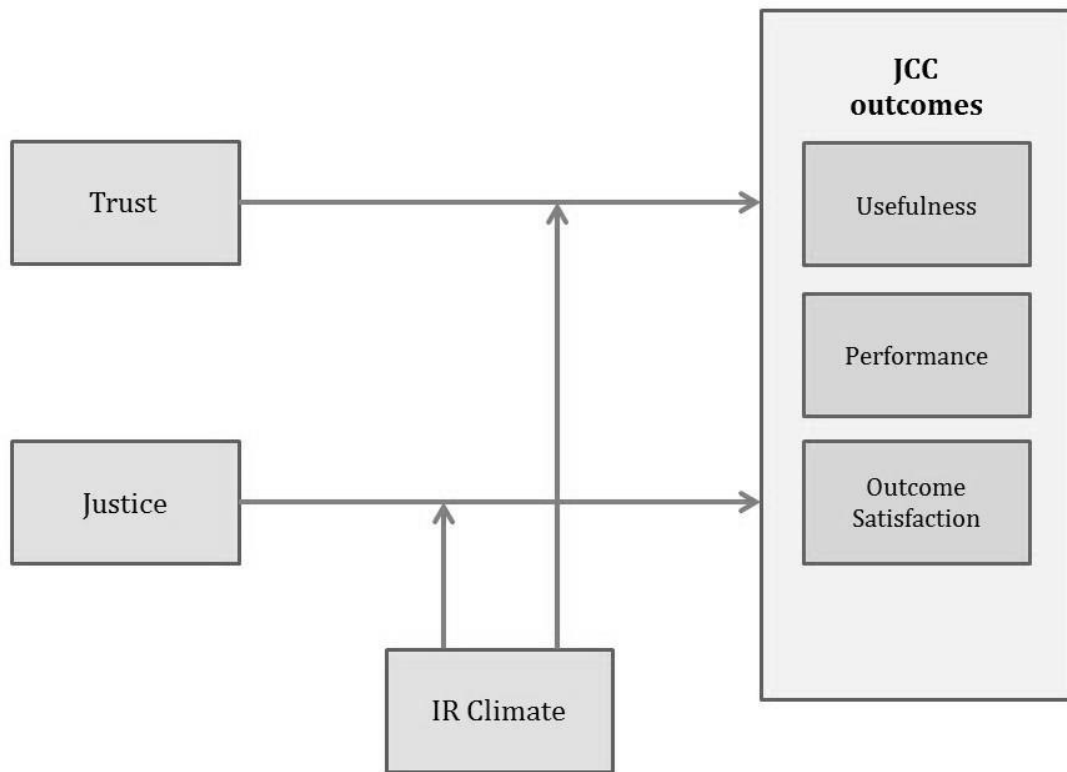 JCC
outcomes
Trust
Usefulness
Performance
Justice
Outcome
Satisfaction
IR Climate